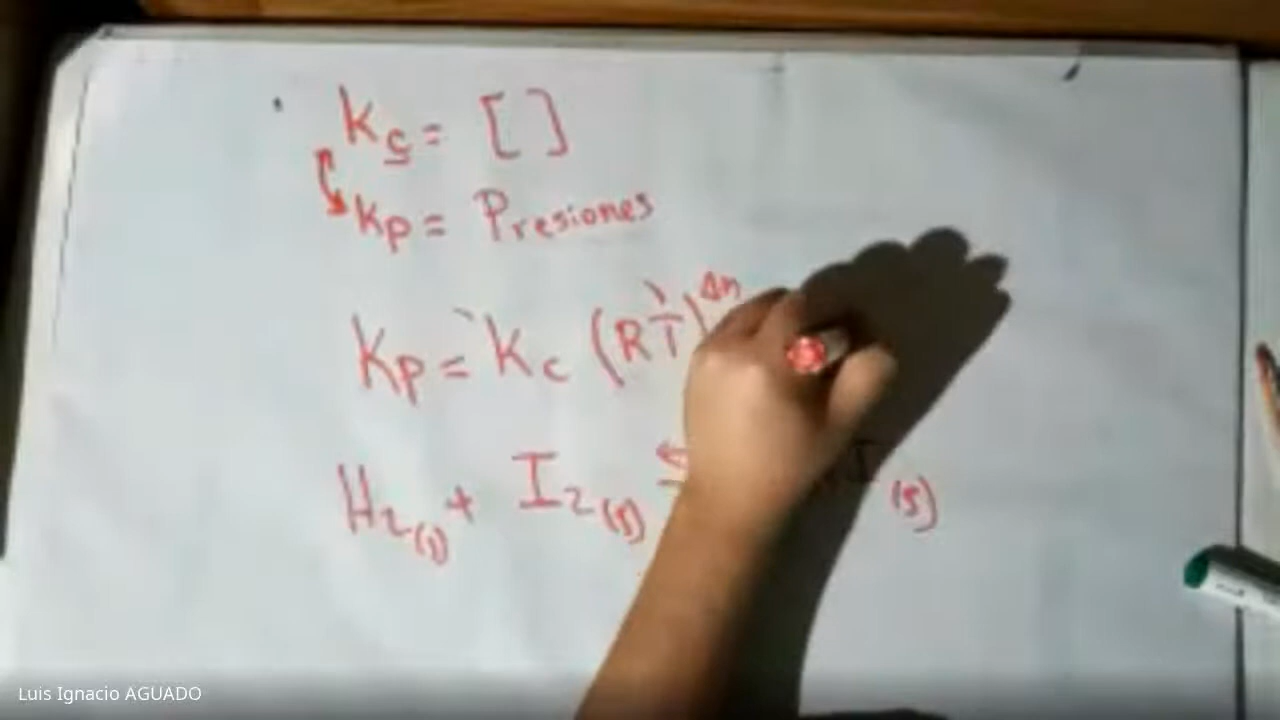 Kc = [ ]
Kp = Presiones
Kp = Kc (RT)^Δn
H2(g) + I2(g) ⇆ I (g)
Luis Ignacio AGUADO